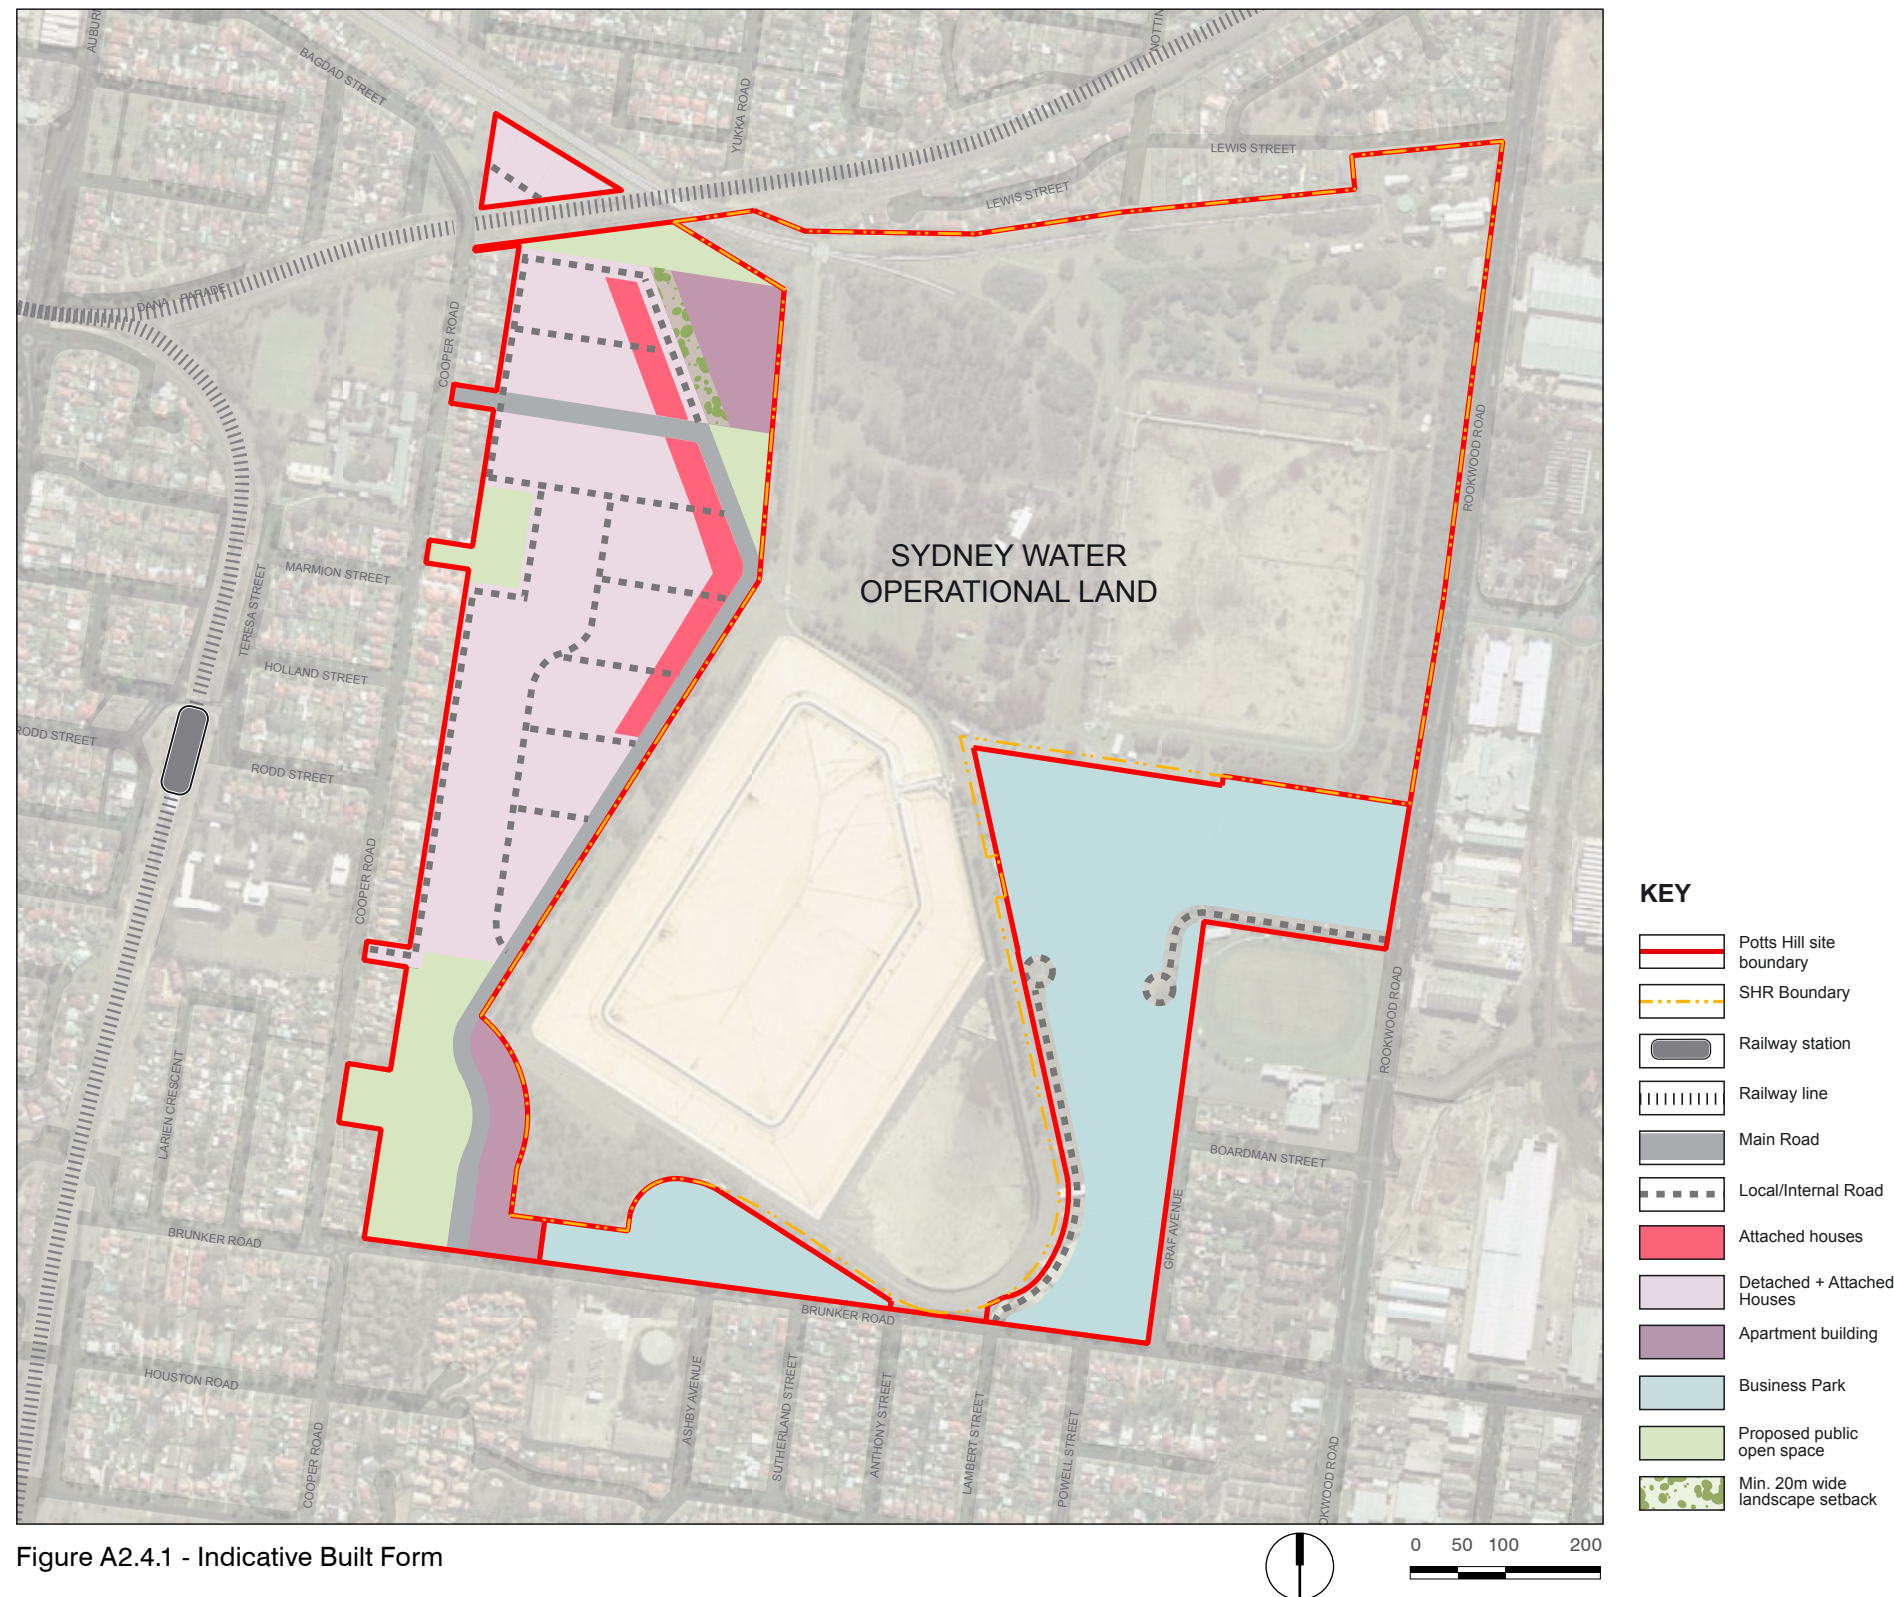 AUBUR
BAGDAD STREET
YUKKA ROAD
NOTTIN
LEWIS STREET
LEWIS STREET
DANA PARADE
COOPER ROAD
ROOKWOOD ROAD
SYDNEY WATER
OPERATIONAL LAND
MARMION STREET
TERESA STREET
HOLLAND STREET
RODD STREET
RODD STREET
COOPER ROAD
ROOKWOOD ROAD
LARIEN CRESCENT
BOARDMAN STREET
GRAF AVENUE
BRUNKER ROAD
BRUNKER ROAD
HOUSTON ROAD
COOPER ROAD
ASHBY AVENUE
SUTHERLAND STREET
ANTHONY STREET
LAMBERT STREET
POWELL STREET
OKWOOD ROAD
KEY
Potts Hill site
boundary
SHR Boundary
Railway station
Railway line
Main Road
Local/Internal Road
Attached houses
Detached + Attached
Houses
Apartment building
Business Park
Proposed public
open space
Min. 20m wide
landscape setback
Figure A2.4.1 - Indicative Built Form
0 50 100 200